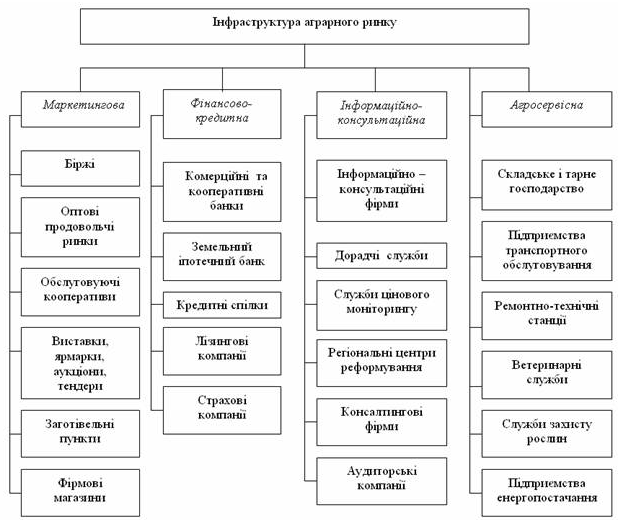 Інфраструктура аграрного ринку
Маркетингова
Біржі
Оптові
продовольчі
ринки
Обслуговуючі
кооперативи
Виставки,
ярмарки,
аукціони,
тендери
Заготівельні
пункти
Фірмові
магазини
Фінансово-
кредитна
Комерційні та
кооперативні
банки
Земельний
іпотечний банк
Кредитні спілки
Лізингові
компанії
Страхові
компанії
Інформаційно-
консультаційна
Інформаційно –
консультаційні
фірми
Дорадчі служби
Служби цінового
моніторингу
Регіональні центри
реформування
Консалтингові
фірми
Аудиторські
компанії
Агросервісна
Складське і тарне
господарство
Підприємства
транспортного
обслуговування
Ремонтно-технічні
станції
Ветеринарні
служби
Служби захисту
рослин
Підприємства
енергопостачання